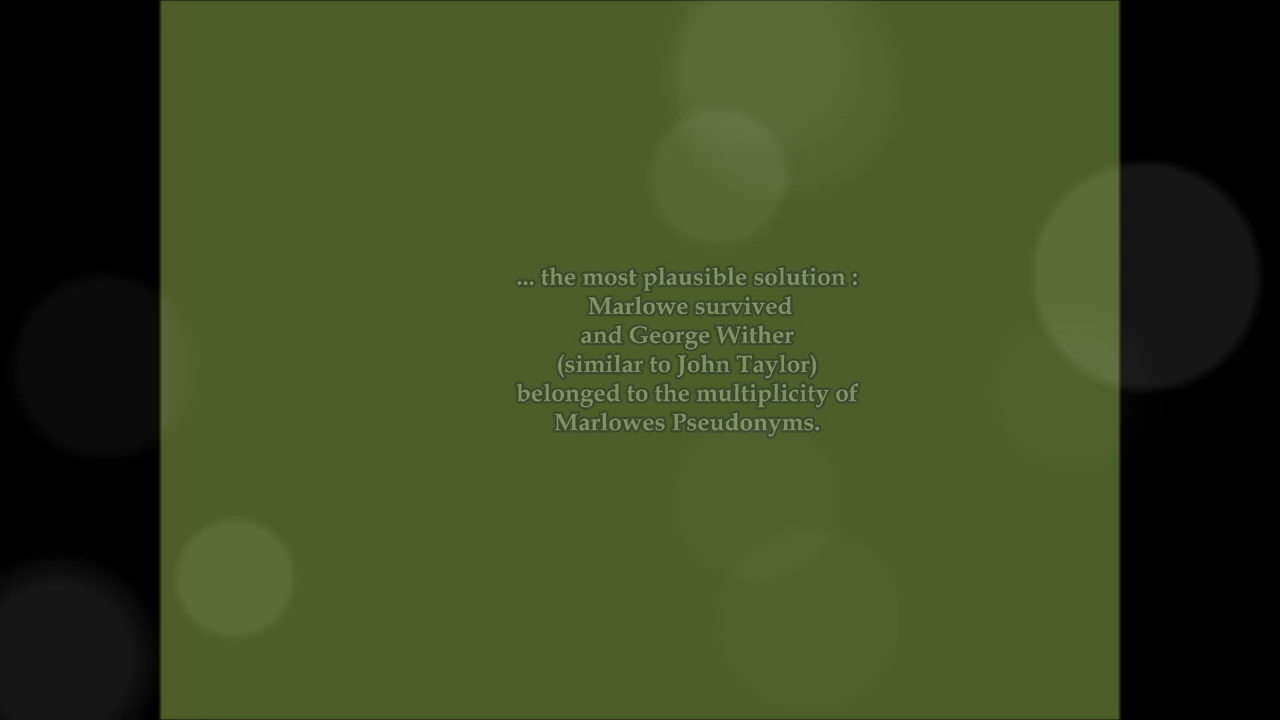 ... the most plausible solution :
Marlowe survived
and George Wither
(similar to John Taylor)
belonged to the multiplicity of
Marlowes Pseudonyms.